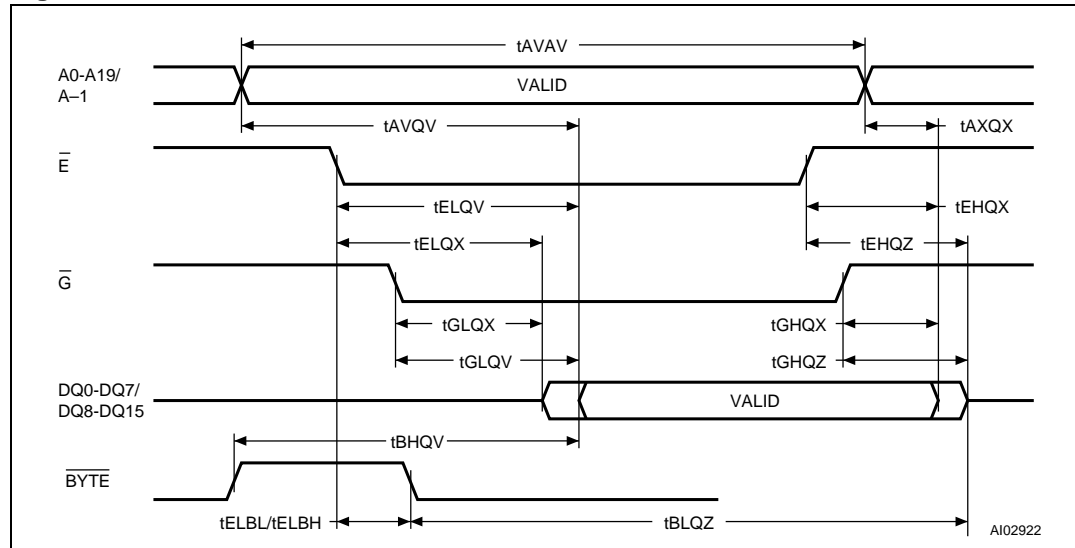 tAVAV
A0-A19/
A–1
VALID
tAVQV
tAXQX
E
tELQV
tEHQX
tELQX
tEHQZ
G
tGLQX
tGHQX
tGLQV
tGHQZ
DQ0-DQ7/
DQ8-DQ15
VALID
tBHQV
BYTE
tELBL/tELBH
tBLQZ
AI02922